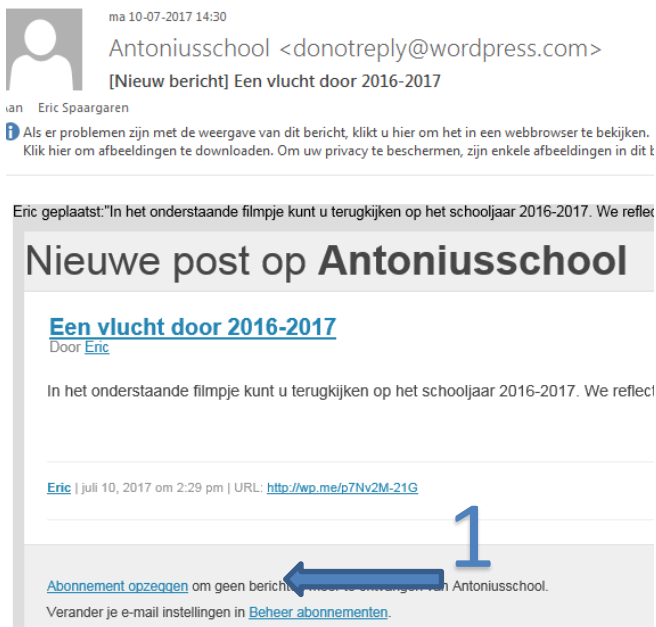 ma 10-07-2017 14:30
Antoniusschool <donotreply@wordpress.com>
[Nieuw bericht] Een vlucht door 2016-2017
Eric Spaargaren
Als er problemen zijn met de weergave van dit bericht, klikt u hier om het in een webbrowser te bekijken.
Klik hier om afbeeldingen te downloaden. Om uw privacy te beschermen, zijn enkele afbeeldingen in dit
Eric geplaatst:"In het onderstaande filmpje kunt u terugkijken op het schooljaar 2016-2017. We
Nieuwe post op Antoniusschool
Een vlucht door 2016-2017
Door Eric
In het onderstaande filmpje kunt u terugkijken op het schooljaar 2016-2017. We
Eric | juli 10, 2017 om 2:29 pm | URL: http://wp.me/p7Nv2M-21G
1
Abonnement opzeggen om geen Antoniusschool.
Verander je e-mail instellingen in Beheer abonnementen.